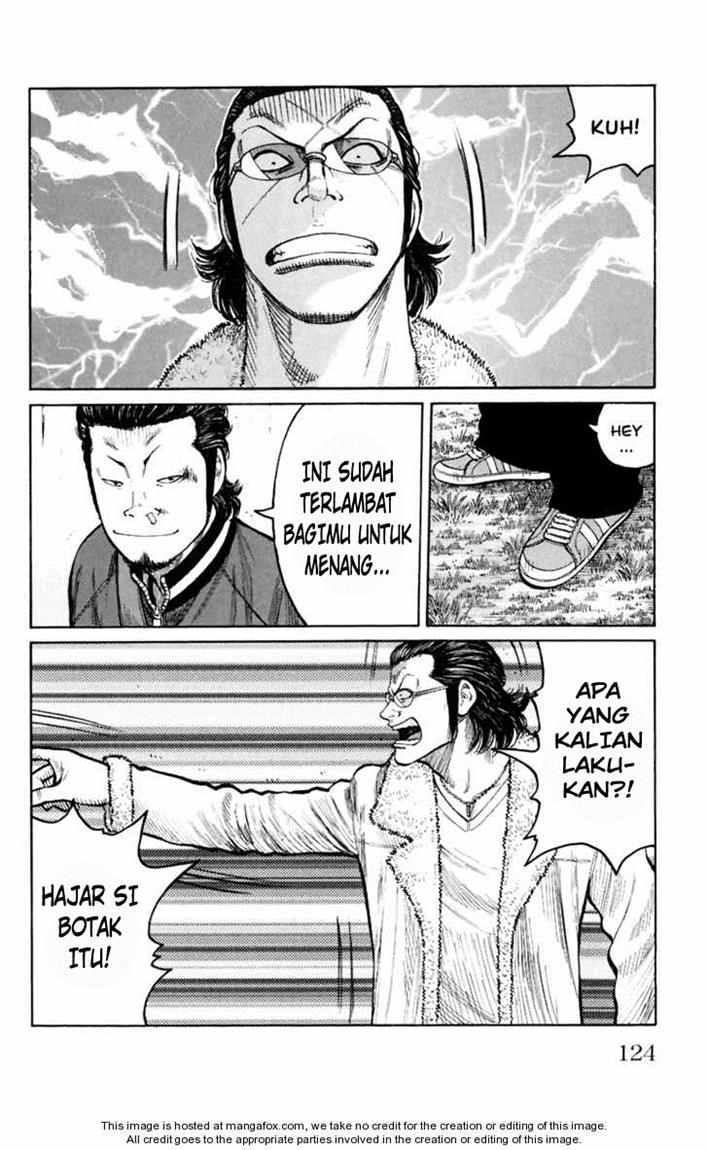 KUH!
HEY
...
INI SUDAH
TERLAMBAT
BAGIMU UNTUK
MENANG...
APA
YANG
KALIAN
LAKU-
KAN?!
HAJAR SI
BOTAK
ITU!
124
This image is hosted at mangafox.com, we take no credit for the creation or editing of this image.
All credit goes to the appropriate parties involved in the creation or editing of this image.